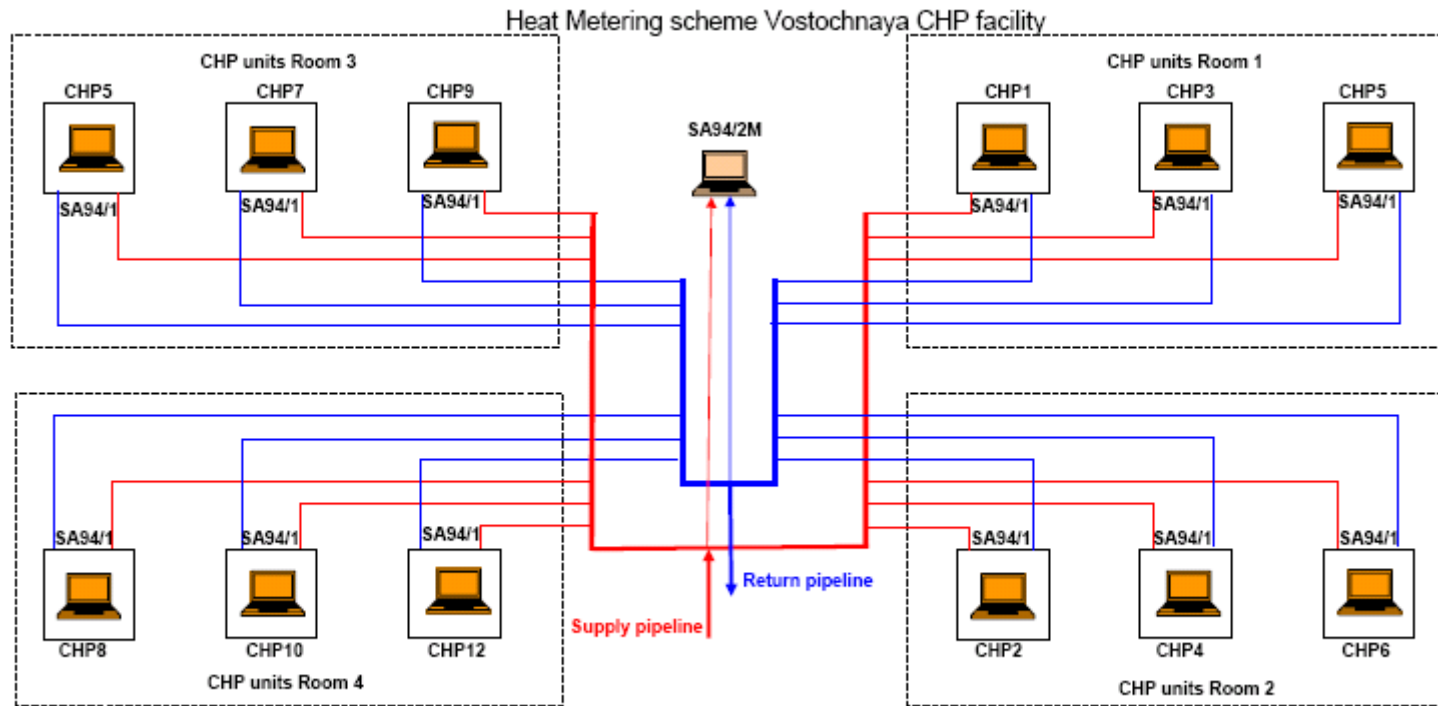 Heat Metering scheme Vostochnaya CHP facility
CHP units Room 3
CHP5
CHP7
CHP9
SA94/1
SA94/1
SA94/1
SA94/2M
CHP units Room 1
CHP1
CHP3
CHP5
SA94/1
SA94/1
SA94/1
SA94/1
SA94/1
SA94/1
CHP8
CHP10
CHP12
CHP units Room 4
Return pipeline
Supply pipeline
SA94/1
SA94/1
SA94/1
CHP2
CHP4
CHP6
CHP units Room 2